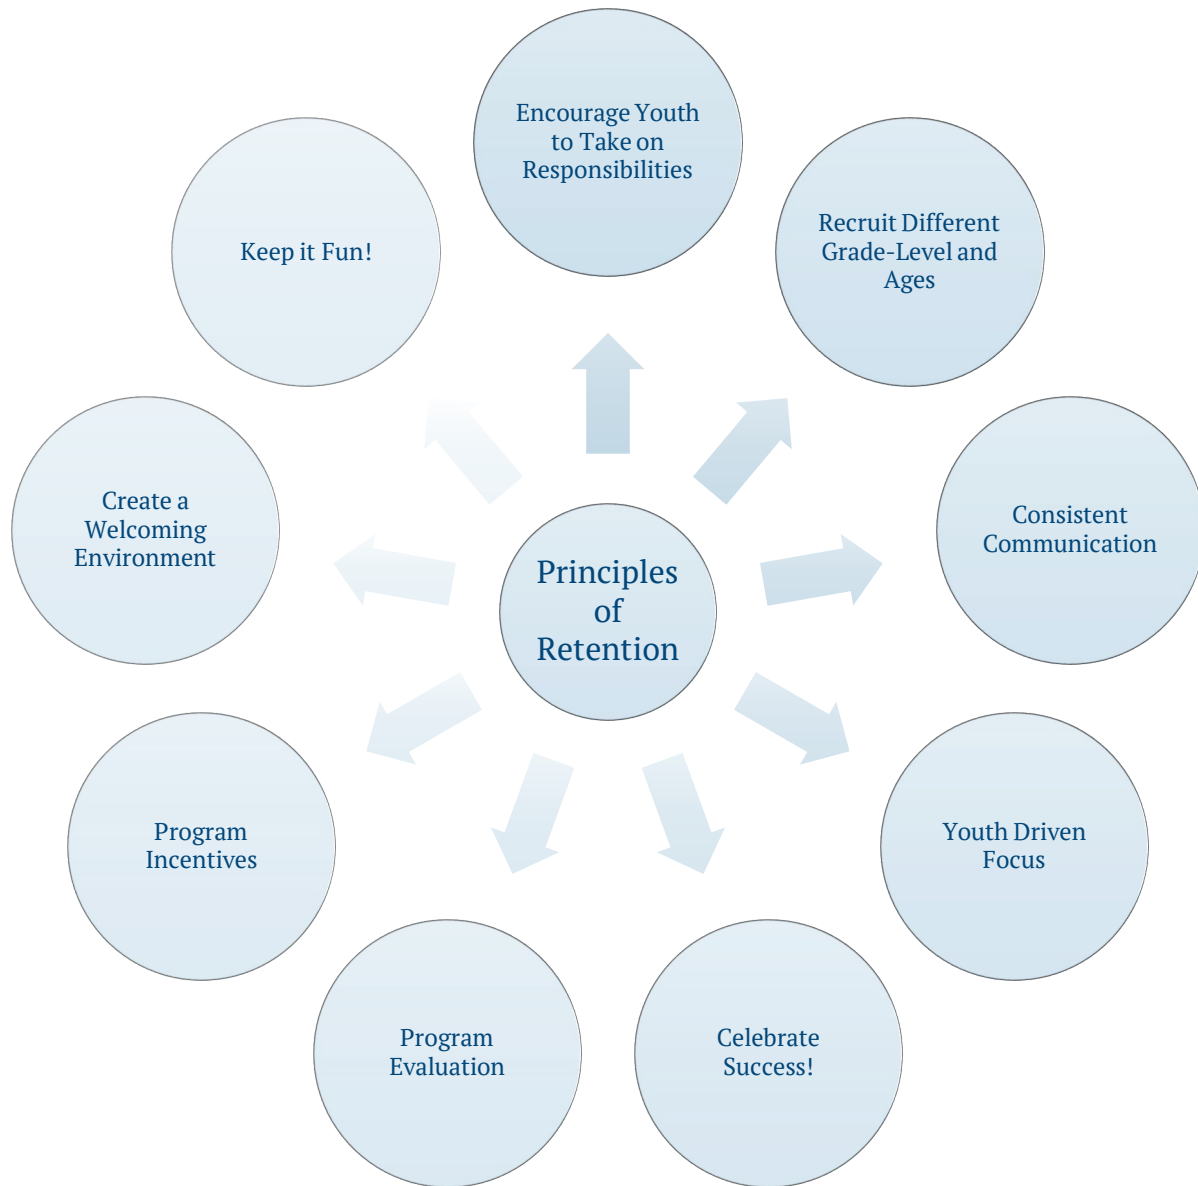 Encourage Youth
to Take on
Responsibilities
Recruit Different
Grade-Level and
Ages
Consistent
Communication
Youth Driven
Focus
Celebrate
Success!
Program
Evaluation
Program
Incentives
Create a
Welcoming
Environment
Keep it Fun!
Principles
of
Retention